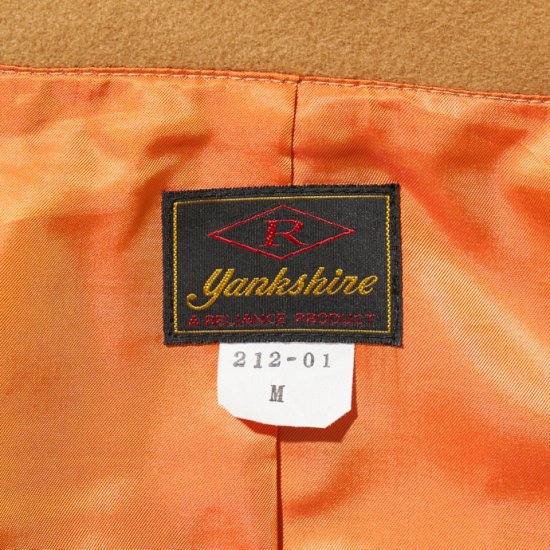 R
Yankshire
A RELIANCE PRODUCT
212-01
M